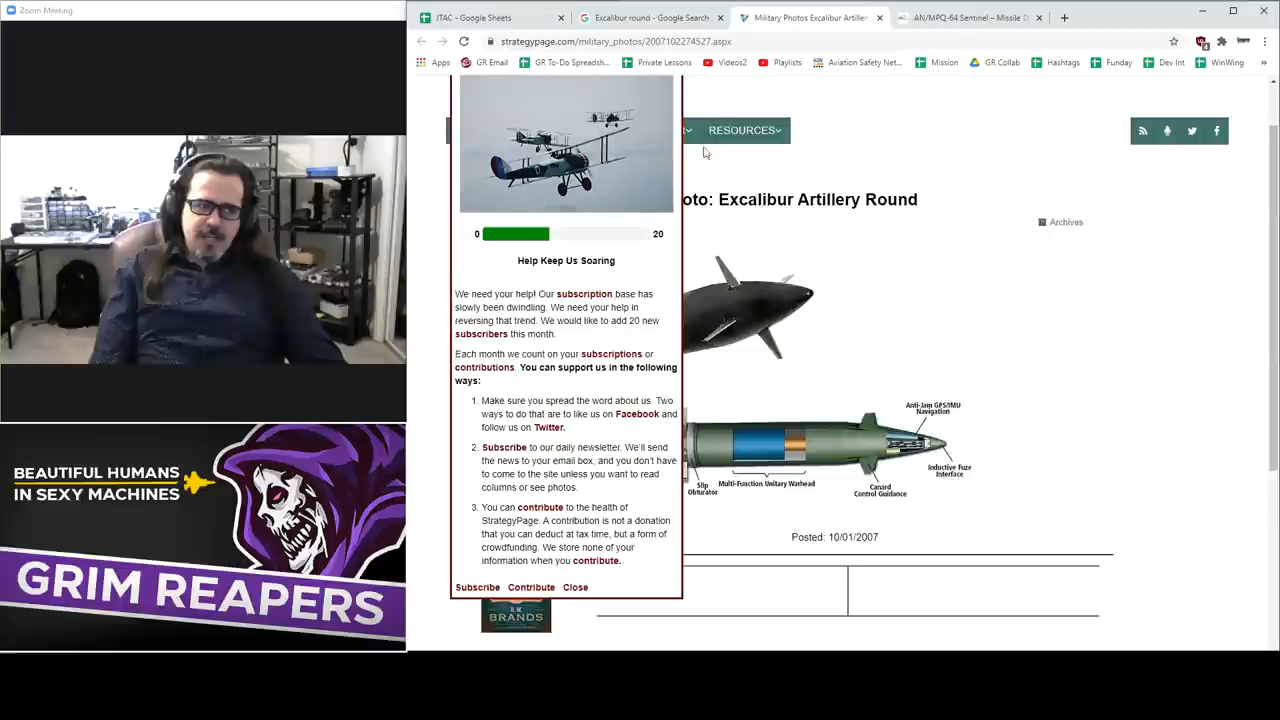 Zoom Meeting
JTAC - Google Sheets
Excalibur round - Google Search
Military Photos Excalibur Artiller
AN/MPQ-64 Sentinel – Missile D
strategypage.com/military_photos/2007102274527.aspx
4
Apps
GR Email
GR To-Do Spreadsh...
Private Lessons
Videos2
Playlists
Aviation Safety Net...
Mission
GR Collab
Hashtags
Funday
Dev Int
WinWing
»
RESOURCES
oto: Excalibur Artillery Round
Archives
0
20
Help Keep Us Soaring
We need your help! Our subscription base has
slowly been dwindling. We need your help in
reversing that trend. We would like to add 20 new
subscribers this month.
Each month we count on your subscriptions or
contributions. You can support us in the following
ways:
1. Make sure you spread the word about us. Two
ways to do that are to like us on Facebook and
follow us on Twitter.
2. Subscribe to our daily newsletter. We'll send
the news to your email box, and you don't have
to come to the site unless you want to read
columns or see photos.
3. You can contribute to the health of
StrategyPage. A contribution is not a donation
that you can deduct at tax time, but a form of
crowdfunding. We store none of your
information when you contribute.
Subscribe Contribute Close
Anti-Jam GPS/IMU
Navigation
Inductive Fuze
Interface
Canard
Control Guidance
Multi-Function Unitary Warhead
Slip
Obturator
Posted: 10/01/2007
BRANDS
BEAUTIFUL HUMANS
IN SEXY MACHINES
GRIM REAPERS